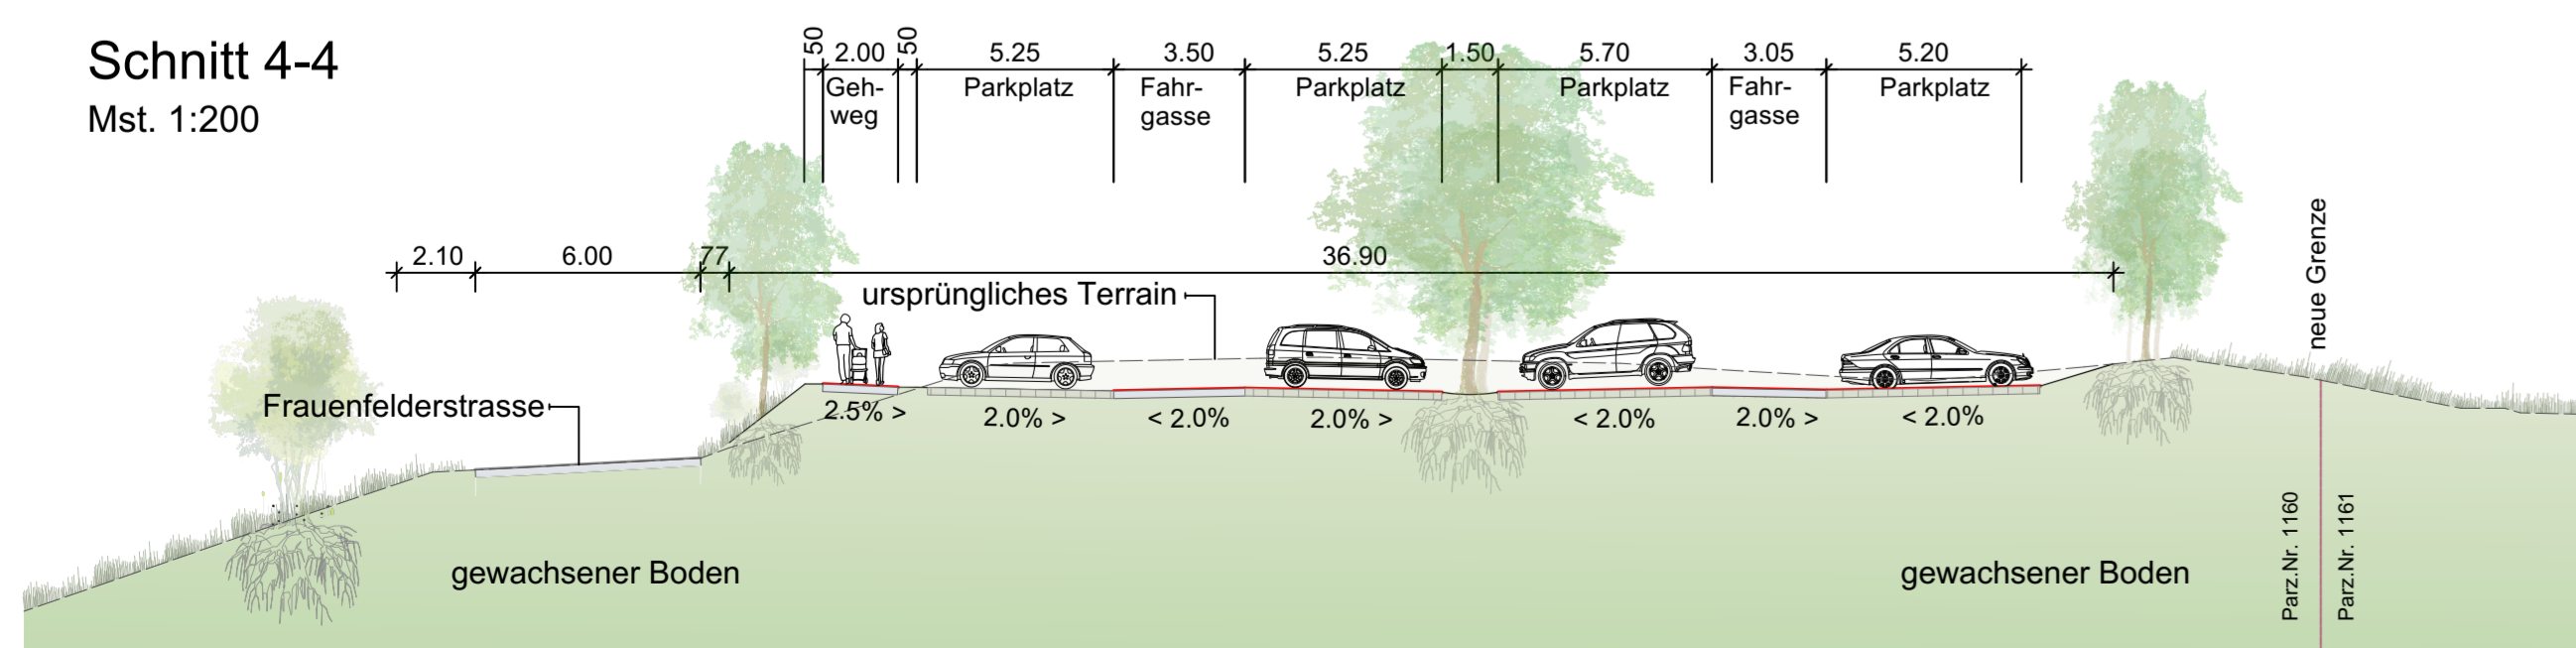 Schnitt 4-4
Mst. 1:200
50 2.00 50 5.25 3.50 5.25 1.50 5.70 3.05 5.20
Geh-
weg
Parkplatz
Fahr-
gasse
Parkplatz
Parkplatz
Fahr-
gasse
Parkplatz
2.10 6.00 77 36.90
ursprüngliches Terrain
neue Grenze
Frauenfelderstrasse
2.5% > 2.0% > < 2.0% 2.0% > < 2.0% 2.0% > < 2.0%
gewachsener Boden
gewachsener Boden
Parz.Nr. 1160
Parz.Nr. 1161